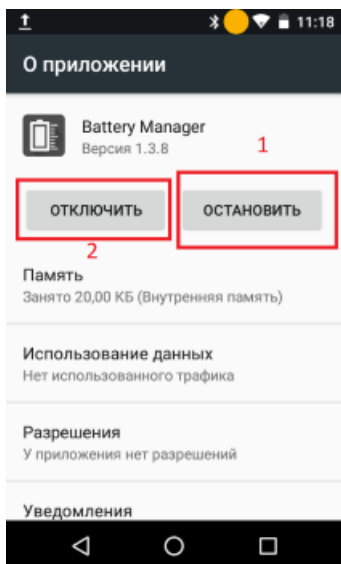 11:18
О приложении
Battery Manager
Версия 1.3.8
1
ОТКЛЮЧИТЬ
ОСТАНОВИТЬ
2
Память
Занято 20,00 КБ (Внутренняя память)
Использование данных
Нет использованного трафика
Разрешения
У приложения нет разрешений
Уведомления